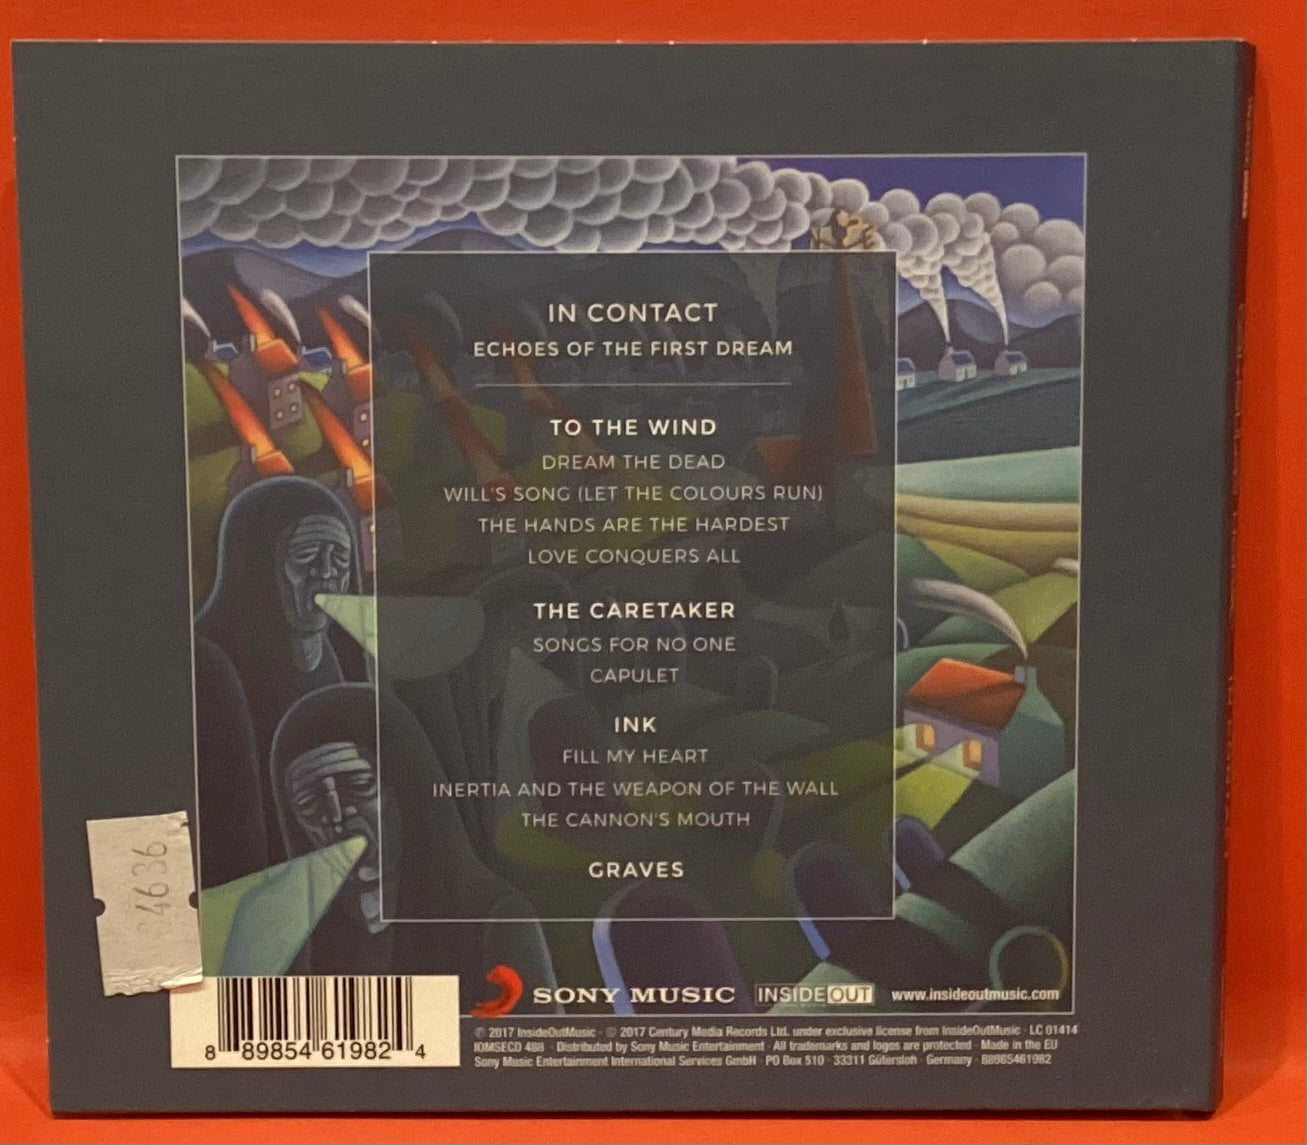 IN CONTACT
ECHOES OF THE FIRST DREAM
TO THE WIND
DREAM THE DEAD
WILL'S SONG (LET THE COLOURS RUN)
THE HANDS ARE THE HARDEST
LOVE CONQUERS ALL
THE CARETAKER
SONGS FOR NO ONE
CAPULET
INK
FILL MY HEART
INERTIA AND THE WEAPON OF THE WALL
THE CANNON'S MOUTH
GRAVES
34636
8 89854 61982 4
SONY MUSIC INSIDEOUT www.insideoutmusic.com
℗ 2017 InsideOutMusic · © 2017 Century Media Records Ltd. under exclusive license from InsideOutMusic · LC 01414
IOMSECD 488 · Distributed by Sony Music Entertainment · All trademarks and logos are protected · Made in the EU
Sony Music Entertainment International Services GmbH · PO Box 510 · 33311 Gütersloh · Germany · 88985461982